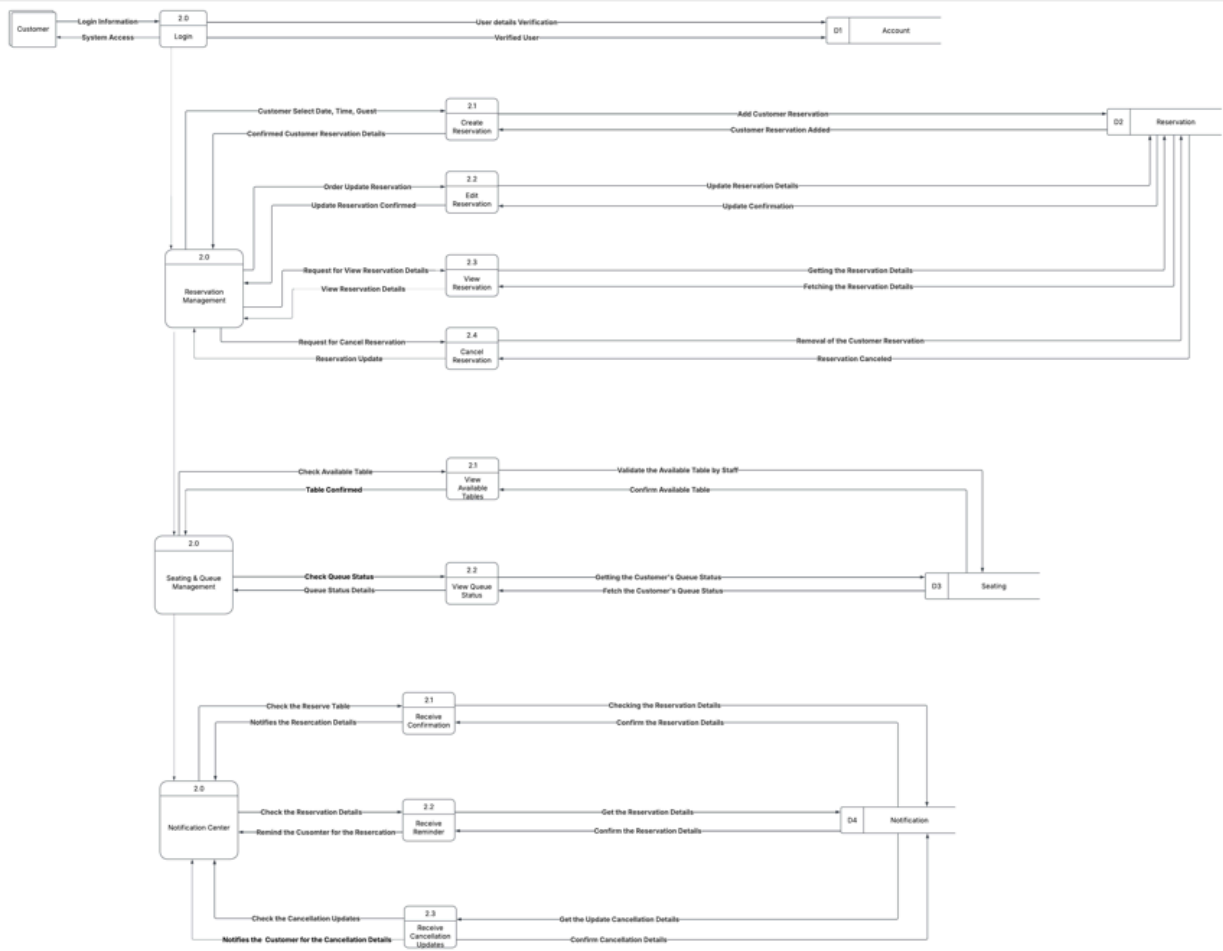 Customer
Login Information
System Access
2.0
Login
User details Verification
Verified User
D1
Account
Customer Select Date, Time, Guest
Confirmed Customer Reservation Details
2.1
Create
Reservation
Add Customer Reservation
Customer Reservation Added
D2
Reservation
Order Update Reservation
Update Reservation Confirmed
2.2
Edit
Reservation
Update Reservation Details
Update Confirmation
2.0
Reservation
Management
Request for View Reservation Details
View Reservation Details
2.3
View
Reservation
Getting the Reservation Details
Fetching the Reservation Details
Request for Cancel Reservation
Reservation Update
2.4
Cancel
Reservation
Removal of the Customer Reservation
Reservation Canceled
Check Available Table
Table Confirmed
2.1
View
Available
Tables
Validate the Available Table by Staff
Confirm Available Table
2.0
Seating & Queue
Management
Check Queue Status
Queue Status Details
2.2
View Queue
Status
Getting the Customer's Queue Status
Fetch the Customer's Queue Status
D3
Seating
Check the Reserve Table
Notifies the Resercation Details
2.1
Receive
Confirmation
Checking the Reservation Details
Confirm the Reservation Details
2.0
Notification Center
Check the Reservation Details
Remind the Cusomter for the Resercation
2.2
Receive
Reminder
Get the Reservation Details
Confirm the Reservation Details
D4
Notification
Check the Cancellation Updates
Notifies the Customer for the Cancellation Details
2.3
Receive
Cancellation
Updates
Get the Update Cancellation Details
Confirm Cancellation Details